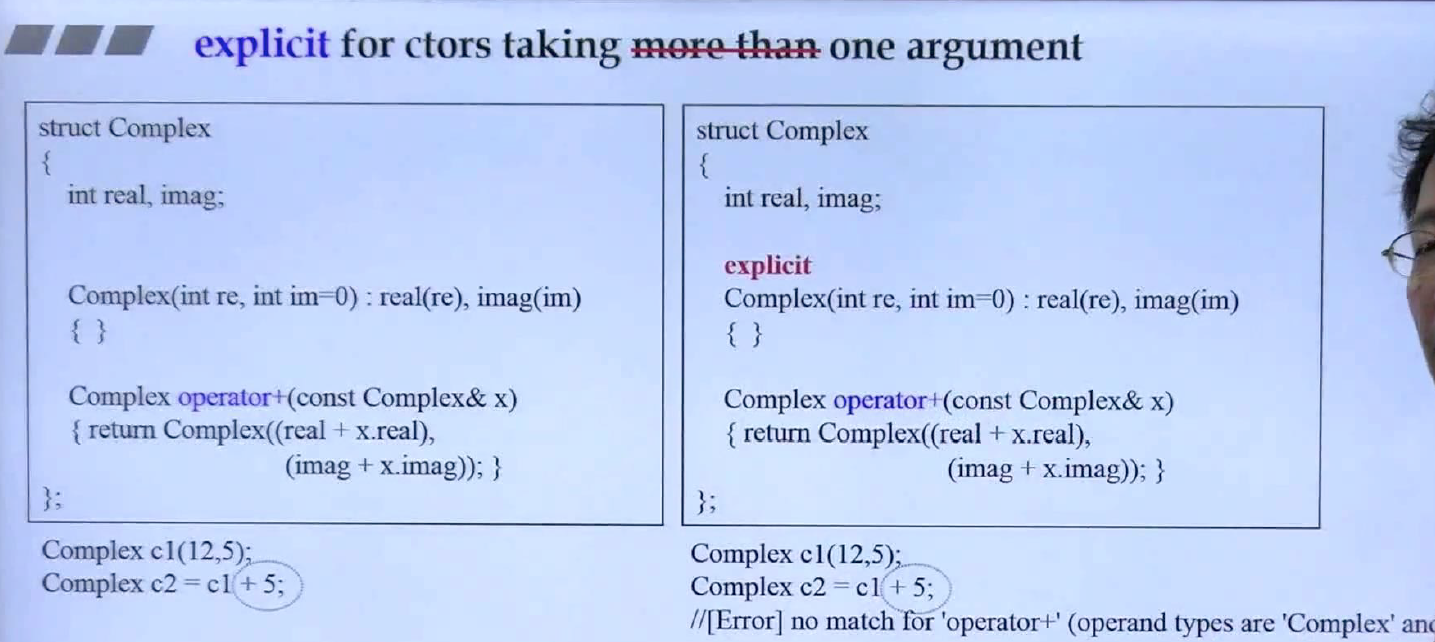 explicit for ctors taking more than one argument
struct Complex
{
int real, imag;
Complex(int re, int im=0) : real(re), imag(im)
{ }
Complex operator+(const Complex& x)
{ return Complex((real + x.real),
(imag + x.imag)); }
};
Complex c1(12,5);
Complex c2 = c1 + 5;
struct Complex
{
int real, imag;
explicit
Complex(int re, int im=0) : real(re), imag(im)
{ }
Complex operator+(const Complex& x)
{ return Complex((real + x.real),
(imag + x.imag)); }
};
Complex c1(12,5);
Complex c2 = c1 + 5;
//[Error] no match for 'operator+' (operand types are 'Complex' and